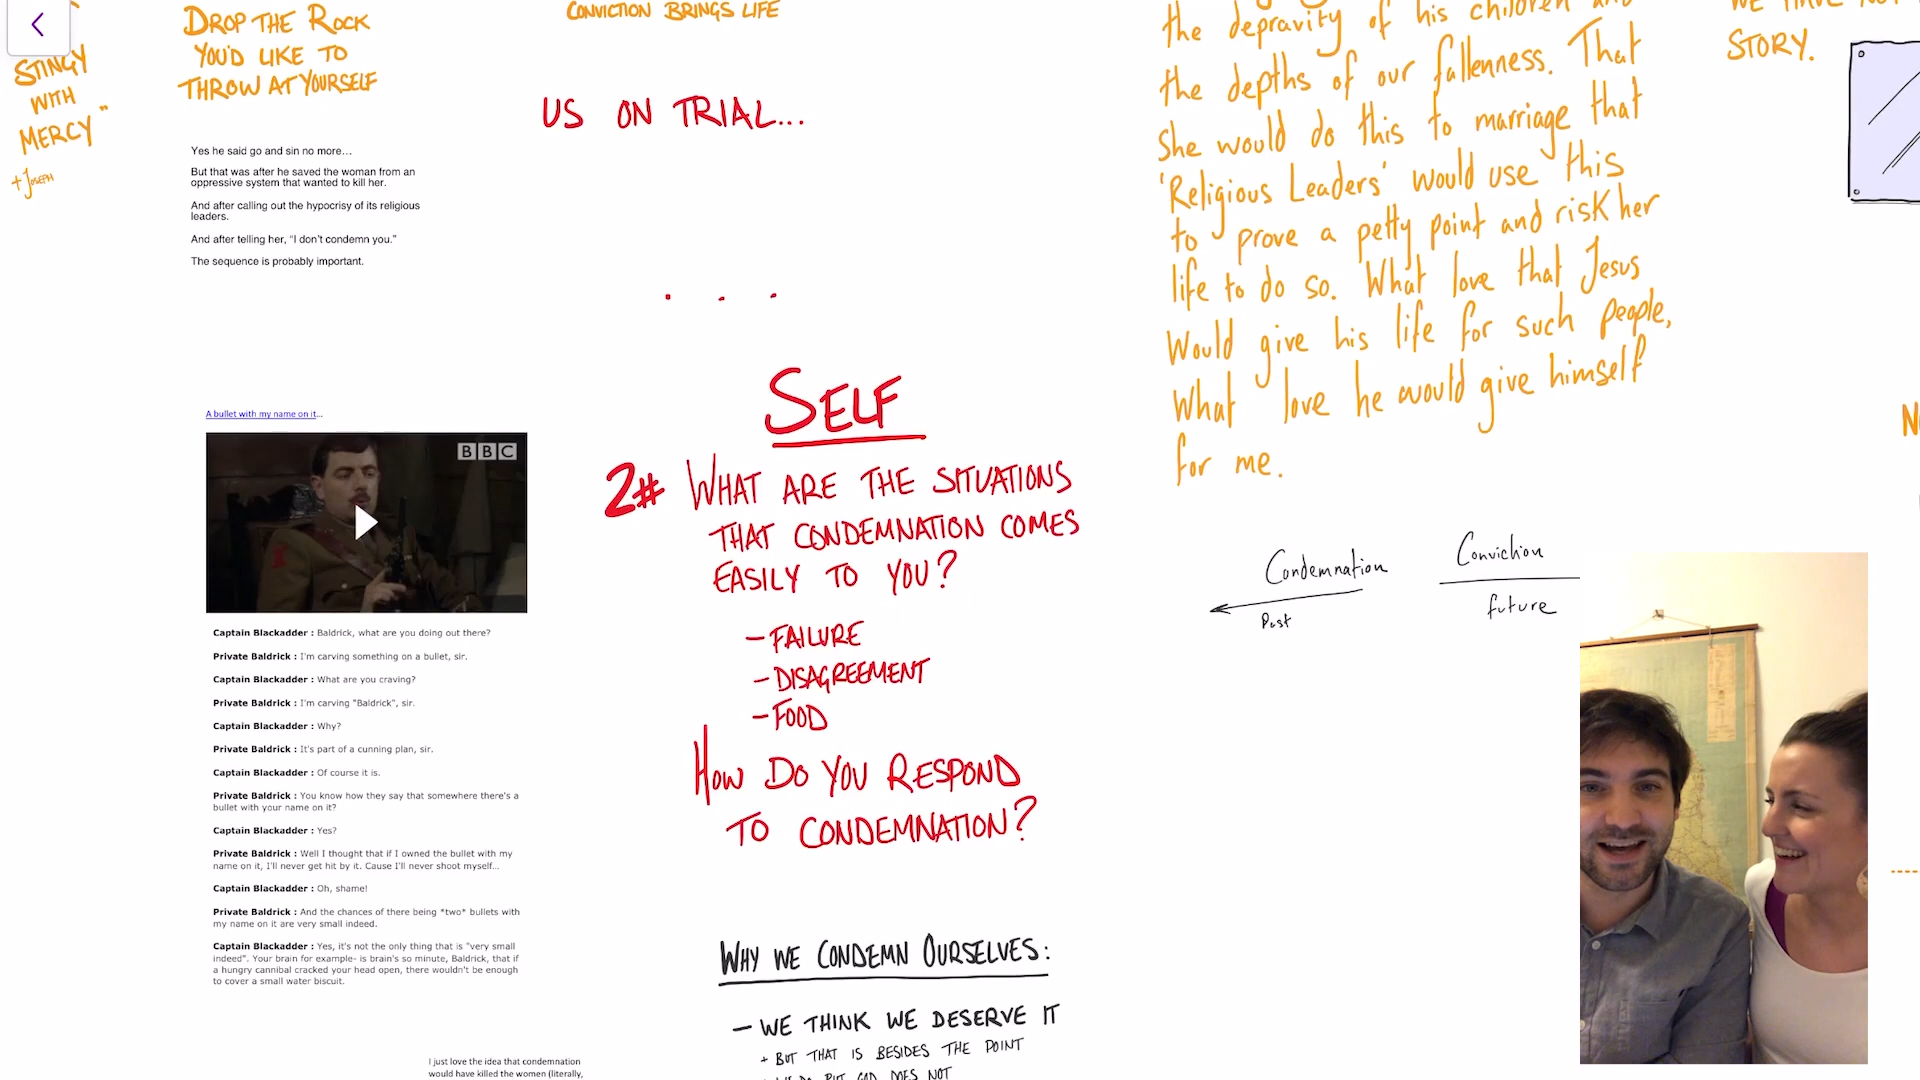 STINGY
WITH
MERCY"
+ JOSEPH
DROP THE ROCK
YOU'D LIKE TO
THROW AT YOURSELF
Yes he said go and sin no more...
But that was after he saved the woman from an
oppressive system that wanted to kill her.
And after calling out the hypocrisy of its religious
leaders.
And after telling her, "I don't condemn you."
The sequence is probably important.
A bullet with my name on it...
BBC
Captain Blackadder : Baldrick, what are you doing out there?
Private Baldrick : I'm carving something on a bullet, sir.
Captain Blackadder : What are you craving?
Private Baldrick : I'm carving "Baldrick", sir.
Captain Blackadder : Why?
Private Baldrick : It's part of a cunning plan, sir.
Captain Blackadder : Of course it is.
Private Baldrick : You know how they say that somewhere there's a
bullet with your name on it?
Captain Blackadder : Yes?
Private Baldrick : Well I thought that if I owned the bullet with my
name on it, I'll never get hit by it. Cause I'll never shoot myself...
Captain Blackadder : Oh, shame!
Private Baldrick : And the chances of there being *two* bullets with
my name on it are very small indeed.
Captain Blackadder : Yes, it's not the only thing that is "very small
indeed". Your brain for example- is brain's so minute, Baldrick, that if
a hungry cannibal cracked your head open, there wouldn't be enough
to cover a small water biscuit.
I just love the idea that condemnation
would have killed the women (literally,
CONVICTION BRINGS LIFE
US ON TRIAL...
. . .
SELF
2# WHAT ARE THE SITUATIONS
THAT CONDEMNATION COMES
EASILY TO YOU?
- FAILURE
- DISAGREEMENT
- FOOD
HOW DO YOU RESPOND
TO CONDEMNATION?
WHY WE CONDEMN OURSELVES:
- WE THINK WE DESERVE IT
+ BUT THAT IS BESIDES THE POINT
BUT GOD DOES NOT
the depravity of his children and
the depths of our fallenness. That
She would do this to marriage that
'Religious Leaders' would use this
to prove a petty point and risk her
life to do so. What love that Jesus
Would give his life for such people,
What love he would give himself
for me.
Condemnation
Past
Conviction
future
WE HAVE NOT
STORY.